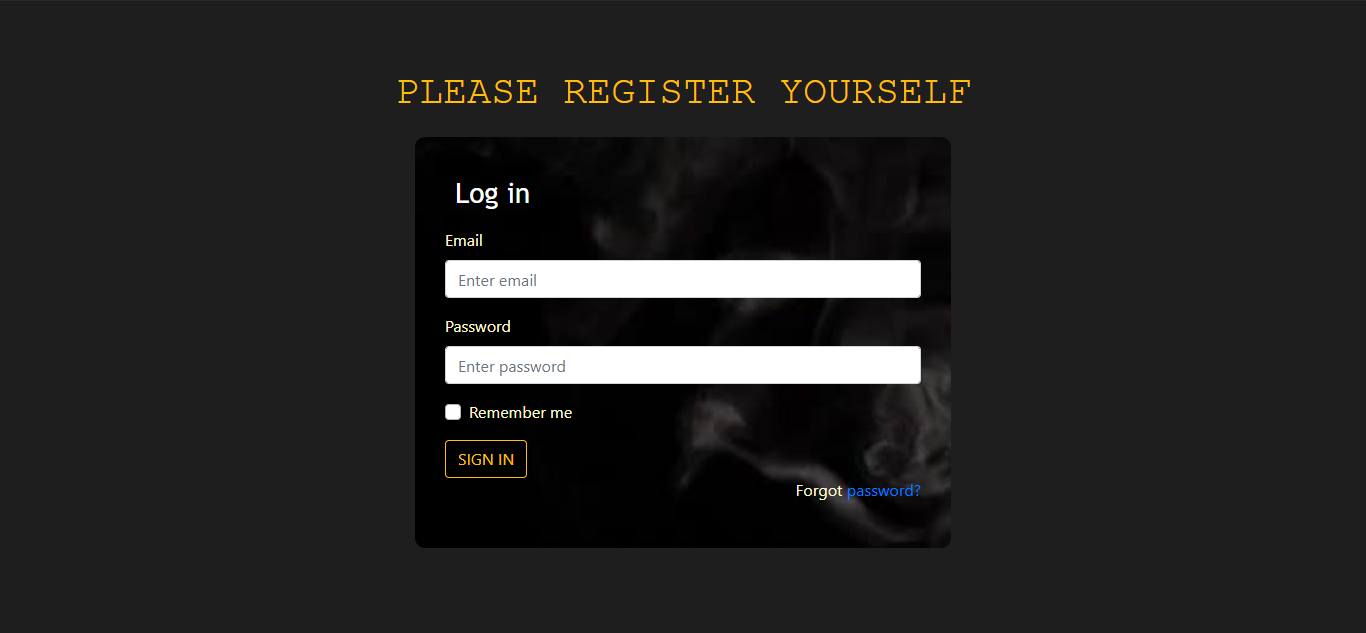 PLEASE REGISTER YOURSELF
Log in
Email
Enter email
Password
Enter password
Remember me
SIGN IN
Forgot password?